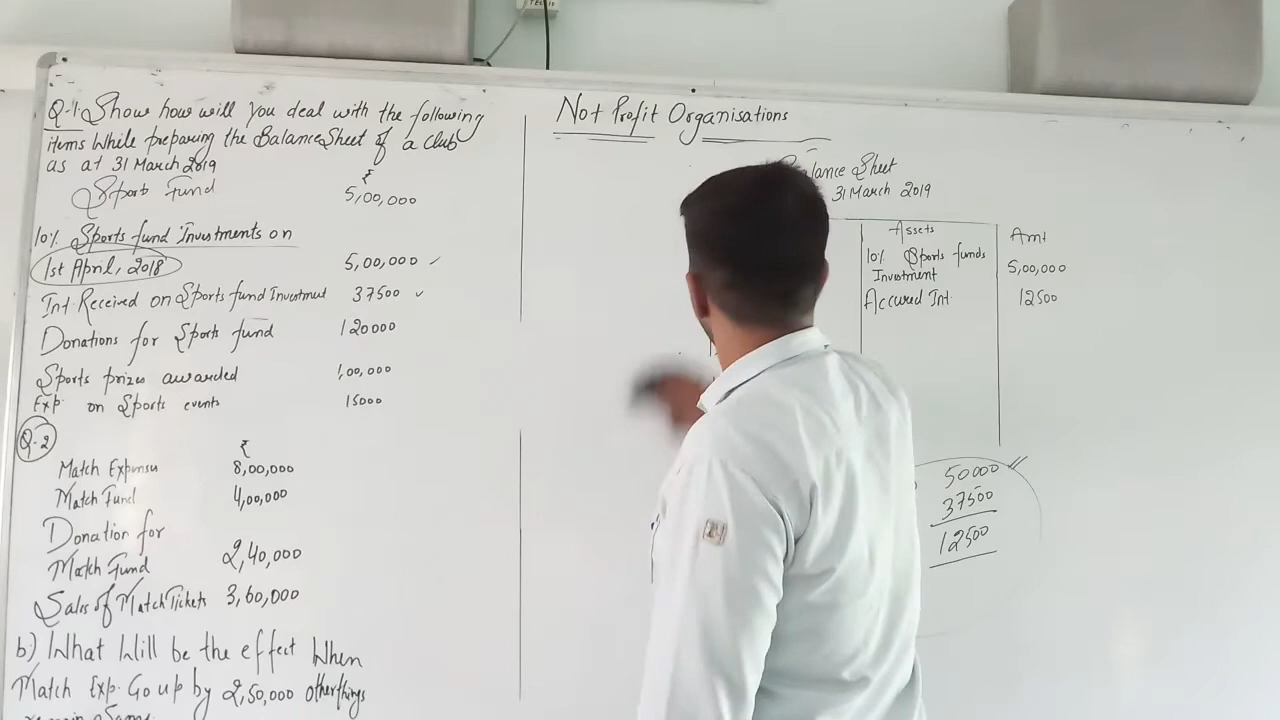 Q-1. Show how will you deal with the following
items While preparing the Balance Sheet of a club
as at 31 March 2019
₹
Sport Fund 5,00,000
10% Sports fund Investments on
1st April, 2018 5,00,000
Int Received on Sports fund Investment 37500
Donations for Sports fund 120000
Sports prizes awarded 1,00,000
Exp. on Sports events 15000
Q-2
₹
Match Expense 8,00,000
Match Fund 4,00,000
Donation for
Match Fund 2,40,000
Sales of Match Tickets 3,60,000
b) What Will be the effect When
Match Exp. Go up by 2,50,000 other things
remain Same
Not Profit Organisations
Balance Sheet
31 March 2019
Assets Amt
10% Sports funds
Investment 5,00,000
Accured Int. 12500
50000
37500
12500